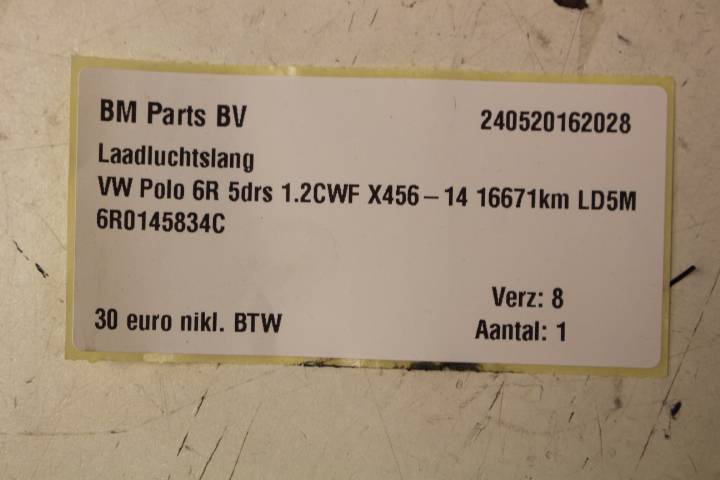 BM Parts BV 240520162028
Laadluchtslang
VW Polo 6R 5drs 1.2CWF X456-14 16671km LD5M
6R0145834C
Verz: 8
30 euro nikl. BTW
Aantal: 1